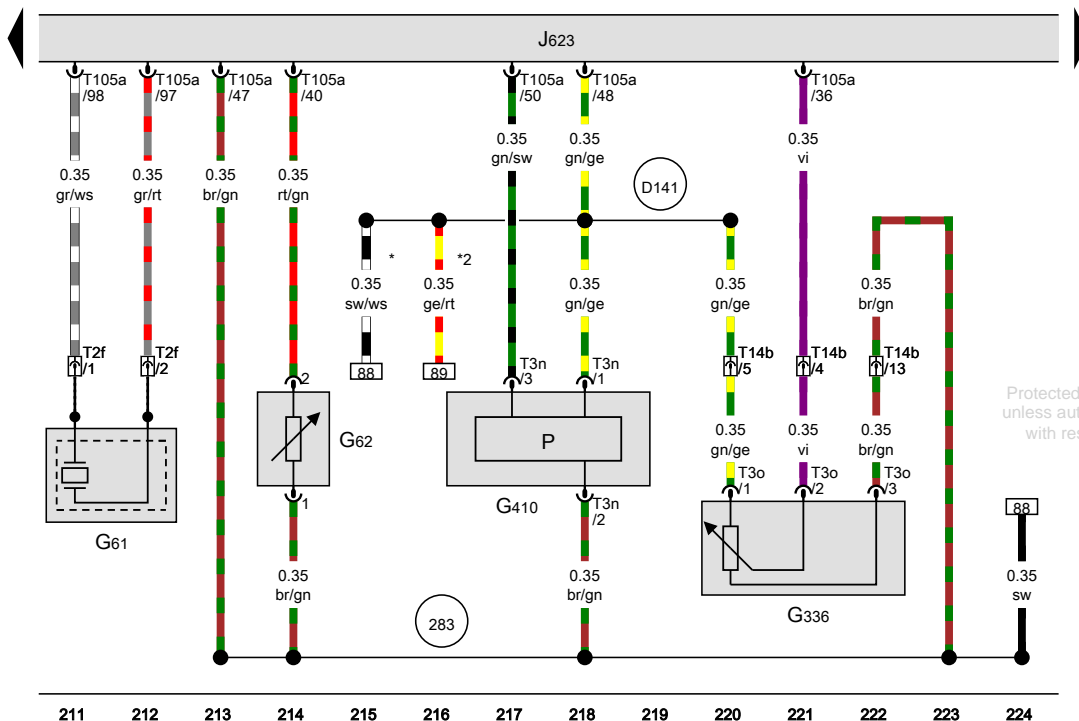 J623
T105a
/98
T105a
/97
T105a
/47
T105a
/40
T105a
/50
T105a
/48
T105a
/36
0.35
gr/ws
0.35
gr/rt
0.35
br/gn
0.35
rt/gn
0.35
gn/sw
0.35
gn/ge
0.35
vi
D141
*
*2
0.35
sw/ws
0.35
ge/rt
0.35
gn/ge
0.35
gn/ge
0.35
br/gn
T2f
/1
T2f
/2
88
89
2
T3n
/3
T3n
/1
T14b
/5
T14b
/4
T14b
/13
Protected
unless aut
with res
G61
G62
P
G410
0.35
gn/ge
0.35
vi
0.35
br/gn
T3o
/1
T3o
/2
T3o
/3
1
T3n
/2
88
0.35
br/gn
0.35
br/gn
G336
0.35
sw
283
211 212 213 214 215 216 217 218 219 220 221 222 223 224